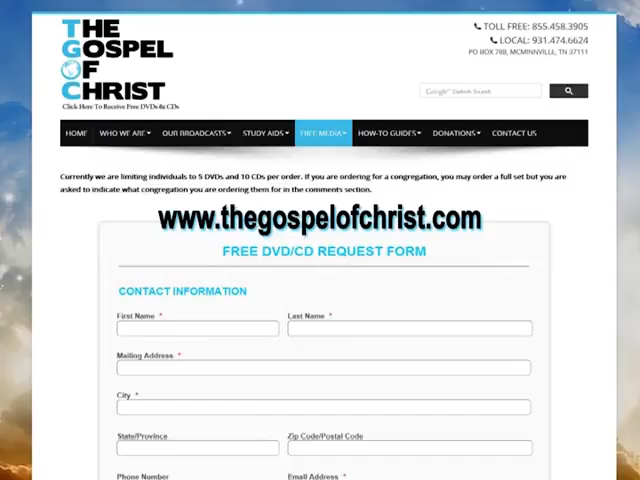 THE
GOSPEL
OF
CHRIST
Click Here To Receive Free DVDs & CDs
TOLL FREE: 855.458.3905
LOCAL: 931.474.6624
PO BOX 788, MCMINNVILLE, TN 37111
Google Custom Search
HOME WHO WE ARE OUR BROADCASTS STUDY AIDS FREE MEDIA HOW-TO GUIDES DONATIONS CONTACT US
Currently we are limiting individuals to 5 DVDs and 10 CDs per order. If you are ordering for a congregation, you may order a full set but you are
asked to indicate what congregation you are ordering them for in the comments section.
www.thegospelofchrist.com
FREE DVD/CD REQUEST FORM
CONTACT INFORMATION
First Name * Last Name *
Mailing Address *
City *
State/Province Zip Code/Postal Code
Phone Number Email Address *